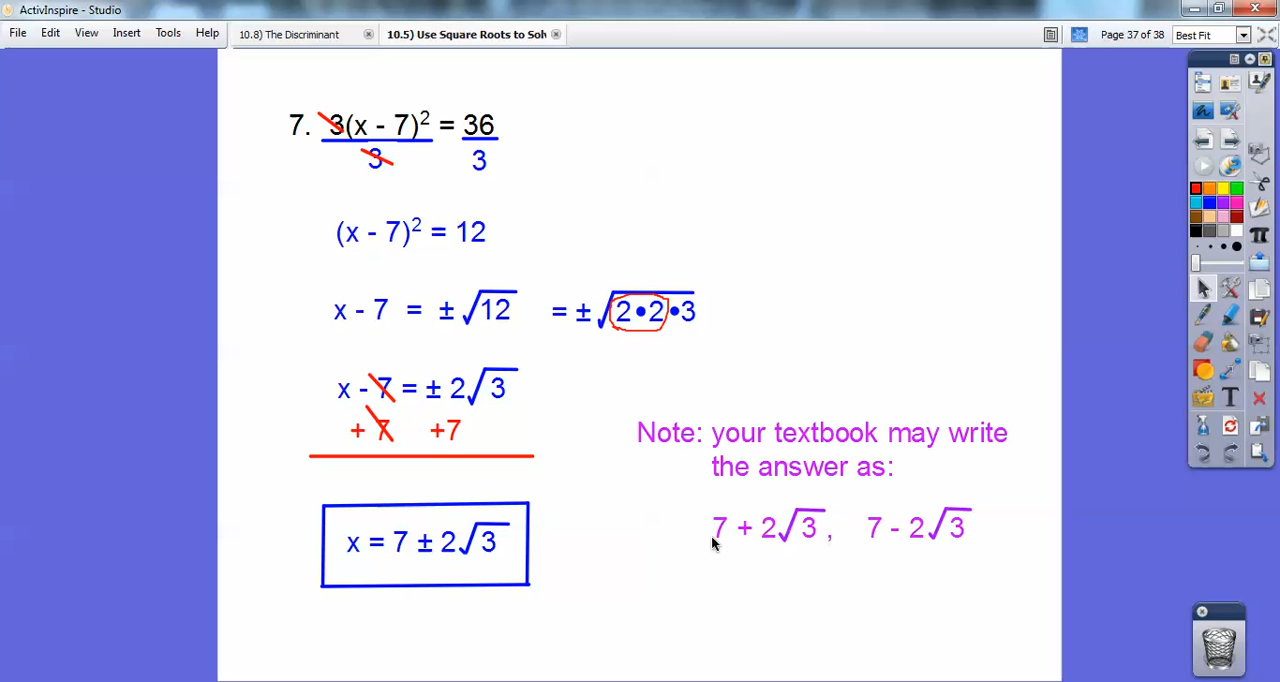 ActivInspire - Studio
File Edit View Insert Tools Help
10.8) The Discriminant
10.5) Use Square Roots to Sol
Page 37 of 38
Best Fit
7. 3(x - 7)² = 36
3 3
(x - 7)² = 12
x - 7 = ± √12 = ± √2•2•3
x - 7 = ± 2√3
+ 7 +7
x = 7 ± 2√3
Note: your textbook may write
the answer as:
7 + 2√3, 7 - 2√3